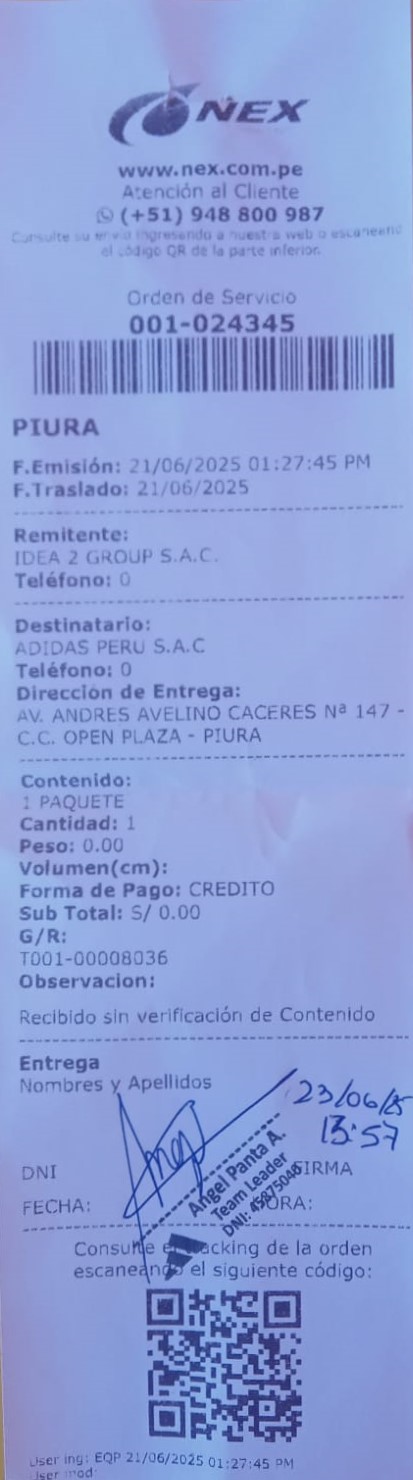 NEX
www.nex.com.pe
Atención al Cliente
(+51) 948 800 987
Consulte su envío ingresando a nuestra web o escaneando
el código QR de la parte inferior.
Orden de Servicio
001-024345
PIURA
F.Emisión: 21/06/2025 01:27:45 PM
F.Traslado: 21/06/2025
Remitente:
IDEA 2 GROUP S.A.C.
Teléfono: 0
Destinatario:
ADIDAS PERU S.A.C
Teléfono: 0
Dirección de Entrega:
AV. ANDRES AVELINO CACERES Nª 147 -
C.C. OPEN PLAZA - PIURA
Contenido:
1 PAQUETE
Cantidad: 1
Peso: 0.00
Volumen(cm):
Forma de Pago: CREDITO
Sub Total: S/ 0.00
G/R:
T001-00008036
Observacion:
Recibido sin verificación de Contenido
Entrega
Nombres y Apellidos
23/06/25
13:57
Angel Panta A.
Team Leader
DNI:
DNI FIRMA
FECHA: HORA:
Consulte el tracking de la orden
escaneando el siguiente código:
User ing: EQP 21/06/2025 01:27:45 PM
User mod: